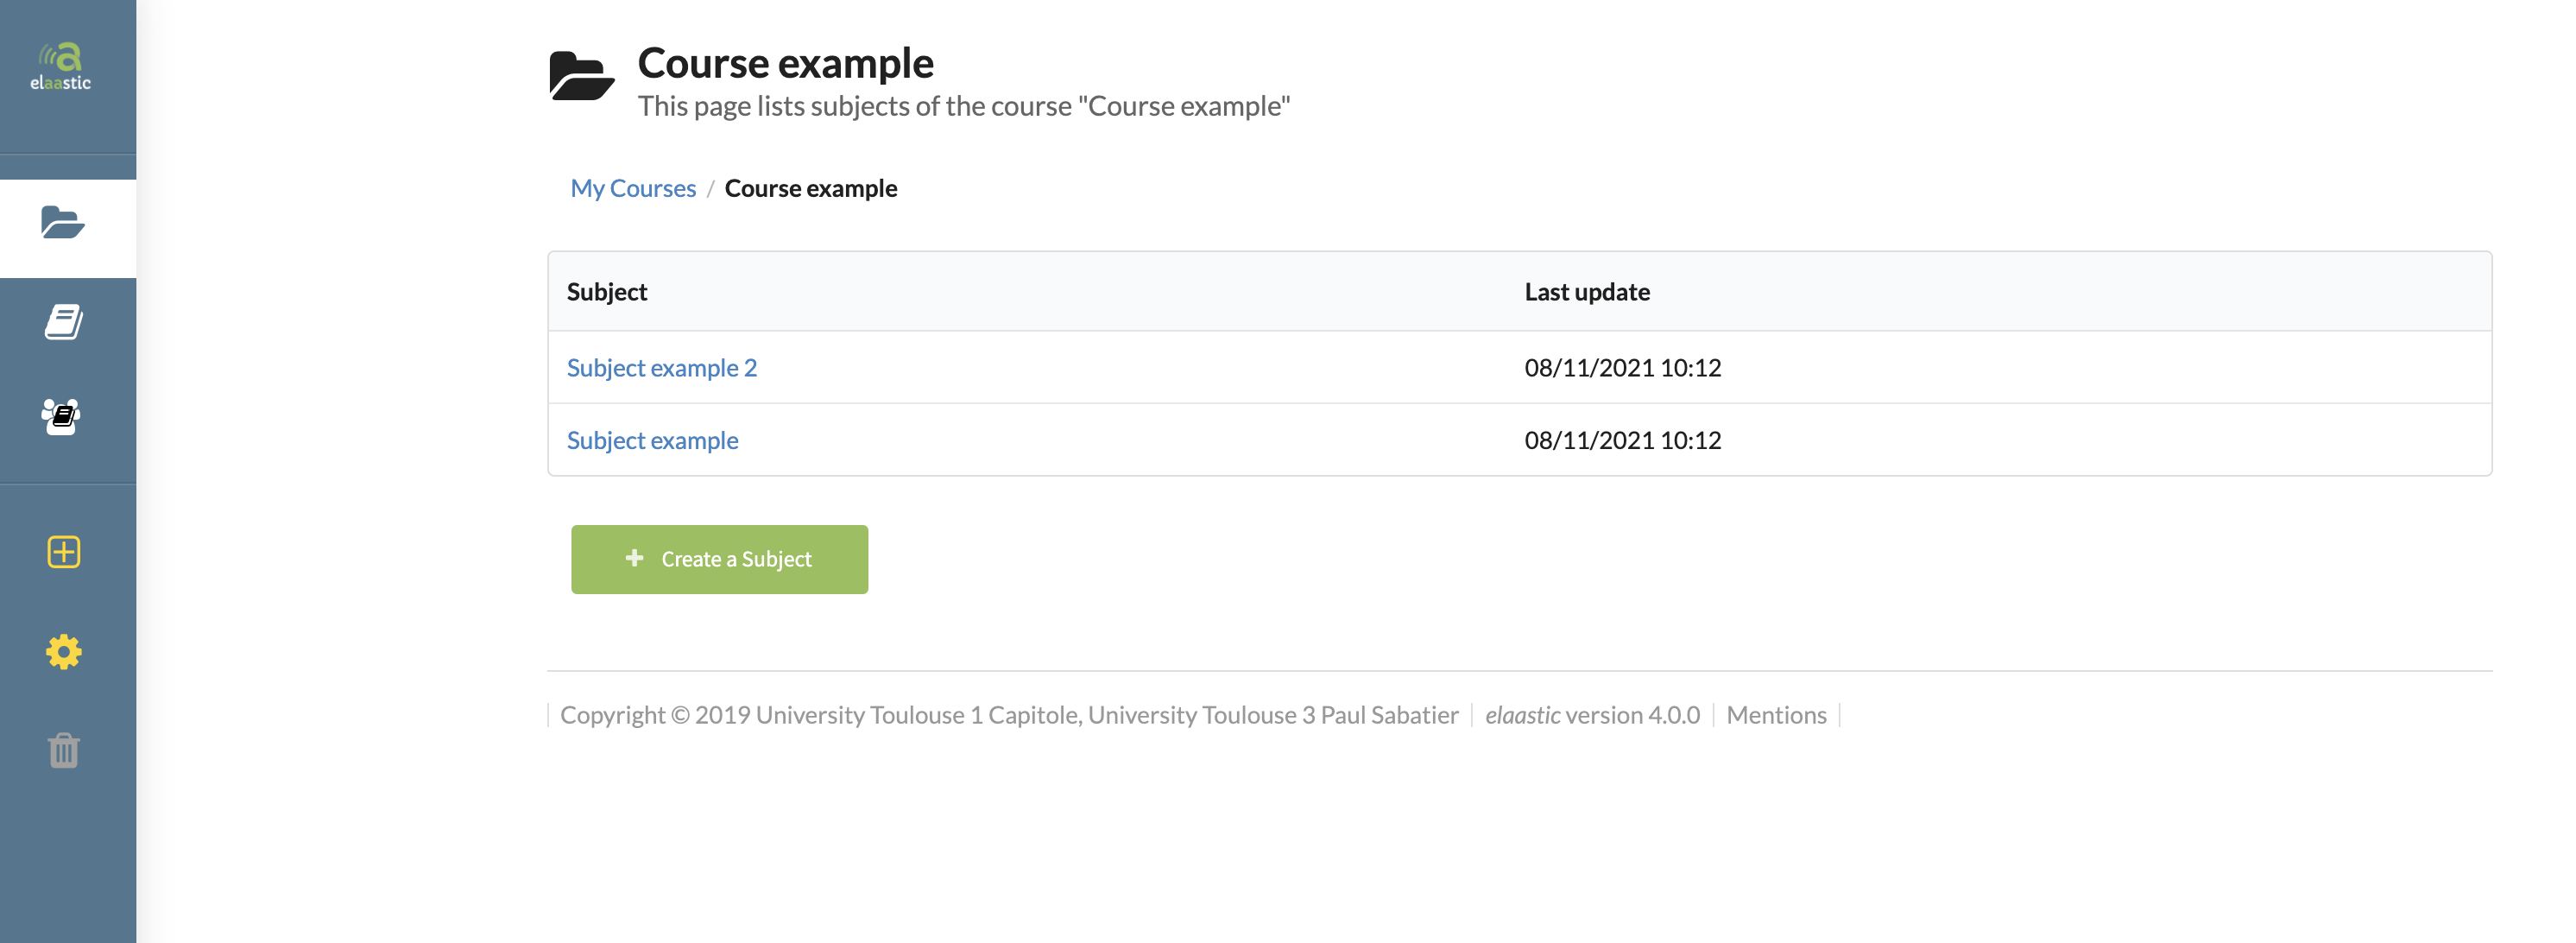 elaastic
Course example
This page lists subjects of the course "Course example"
My Courses / Course example
Subject Last update
Subject example 2 08/11/2021 10:12
Subject example 08/11/2021 10:12
+ Create a Subject
Copyright © 2019 University Toulouse 1 Capitole, University Toulouse 3 Paul Sabatier | elaastic version 4.0.0 | Mentions |